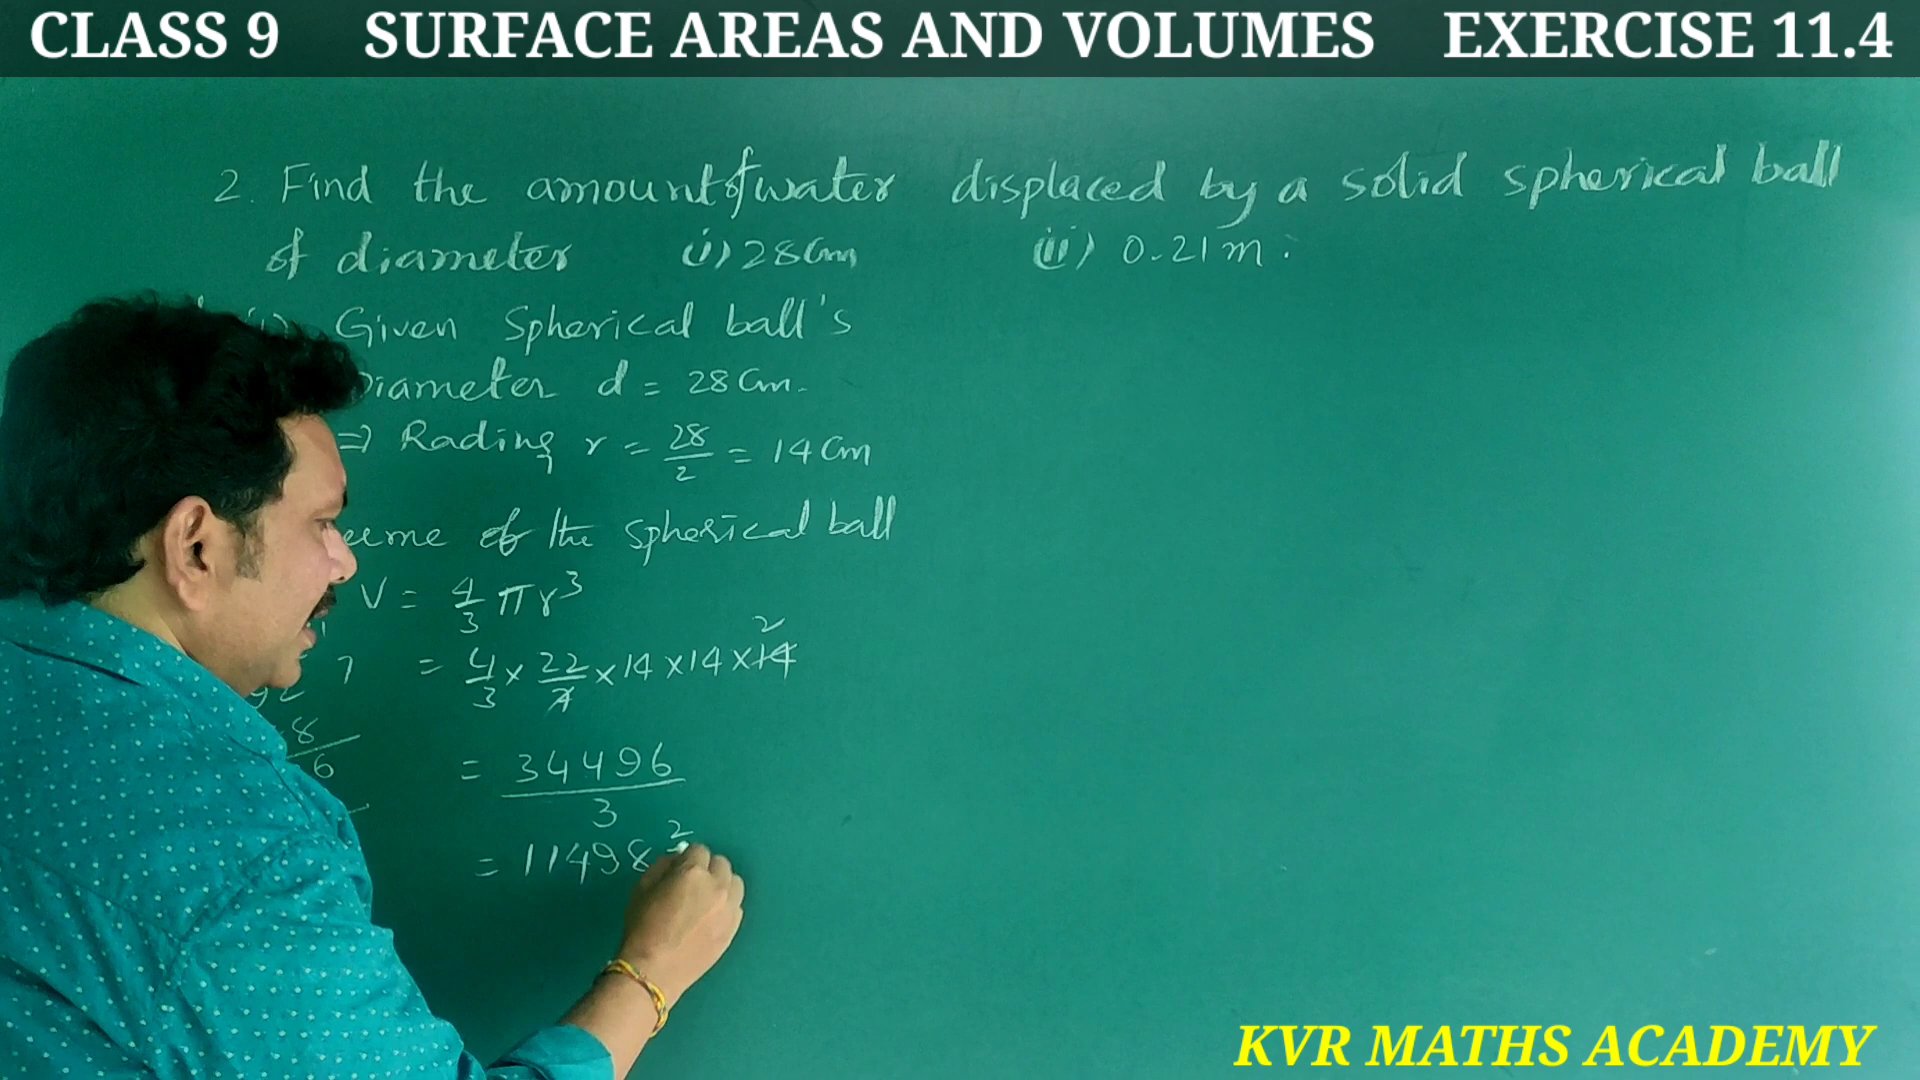 CLASS 9 SURFACE AREAS AND VOLUMES EXERCISE 11.4
2. Find the amount of water displaced by a solid spherical ball
of diameter (i) 28 Cm (ii) 0.21 m.
Given Spherical ball's
Diameter d = 28 Cm.
⇒ Radius, r = 28/2 = 14 Cm
of the spherical ball
V = 4/3 πr³
= 4/3 × 22/7 × 14 × 14 × 14 2
= 34496/3
= 11498 2
KVR MATHS ACADEMY